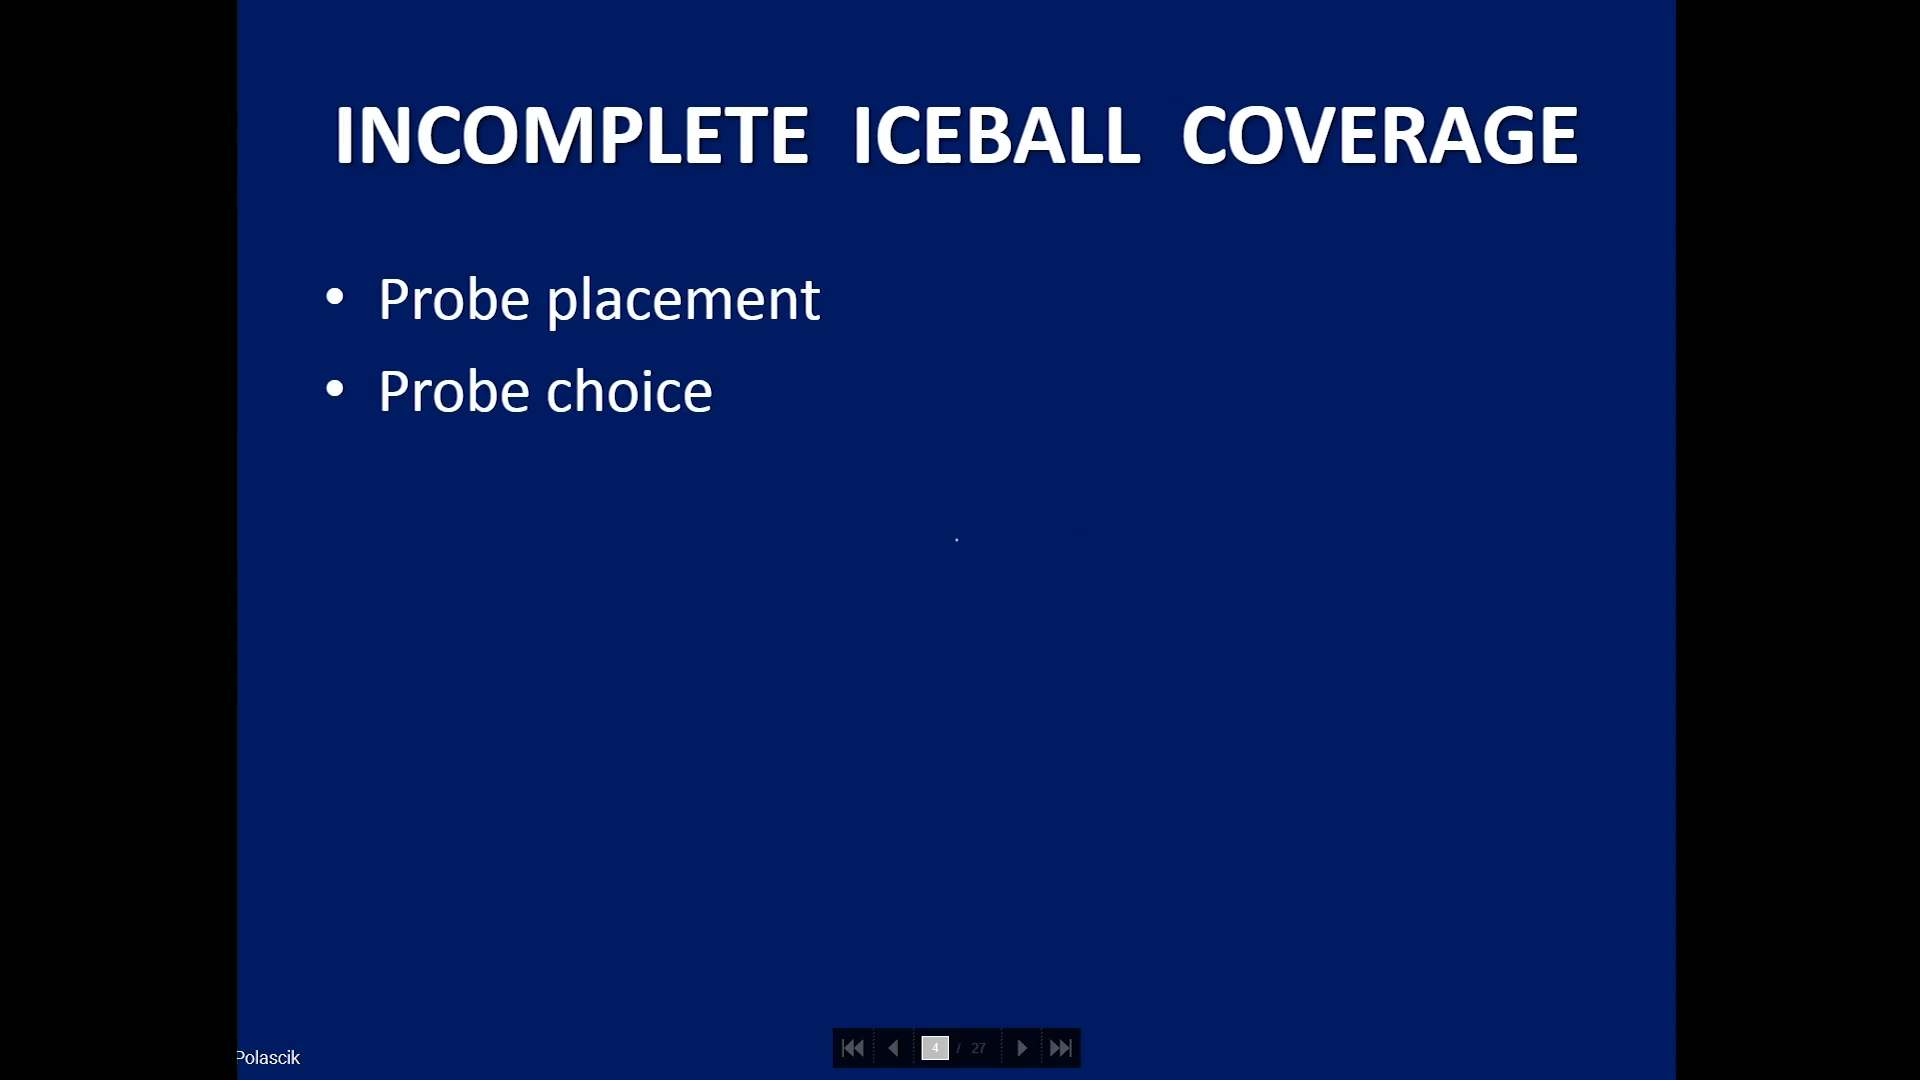 INCOMPLETE ICEBALL COVERAGE
• Probe placement
• Probe choice
Polascik
4 / 27